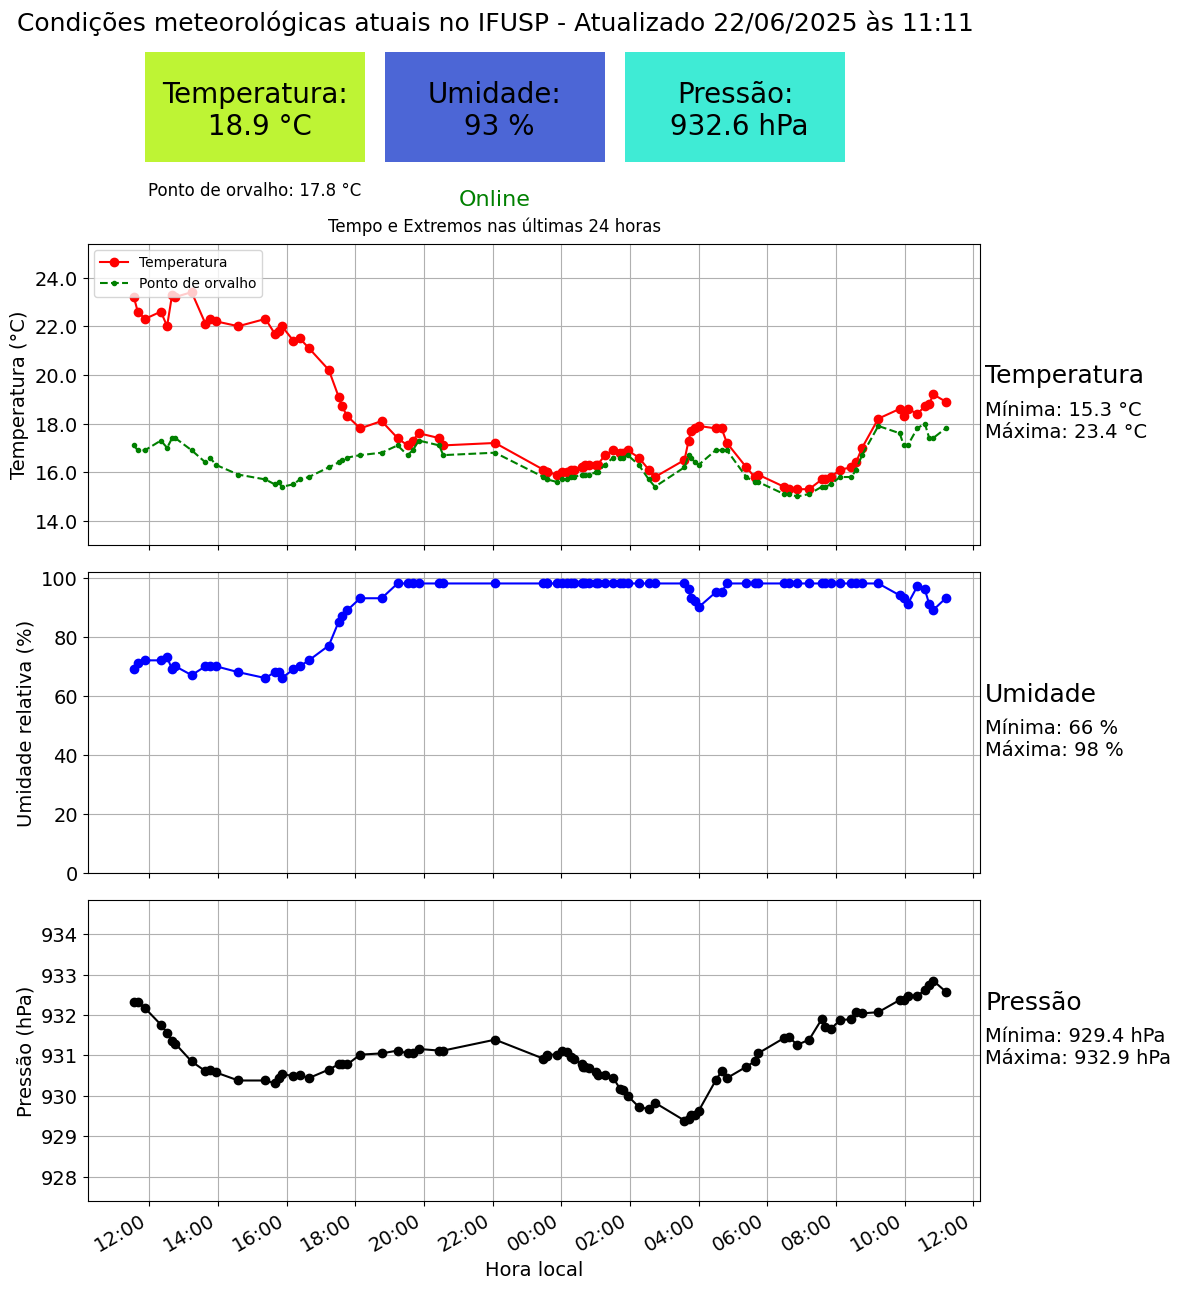 Condições meteorológicas atuais no IFUSP - Atualizado 22/06/2025 às 11:11
Temperatura:
18.9 °C
Umidade:
93 %
Pressão:
932.6 hPa
Ponto de orvalho: 17.8 °C
Online
Tempo e Extremos nas últimas 24 horas
Temperatura
Ponto de orvalho
Temperatura (°C)
24.0
22.0
20.0
18.0
16.0
14.0
Temperatura
Mínima: 15.3 °C
Máxima: 23.4 °C
Umidade relativa (%)
100
80
60
40
20
0
Umidade
Mínima: 66 %
Máxima: 98 %
Pressão (hPa)
934
933
932
931
930
929
928
Pressão
Mínima: 929.4 hPa
Máxima: 932.9 hPa
12:00
14:00
16:00
18:00
20:00
22:00
00:00
02:00
04:00
06:00
08:00
10:00
12:00
Hora local